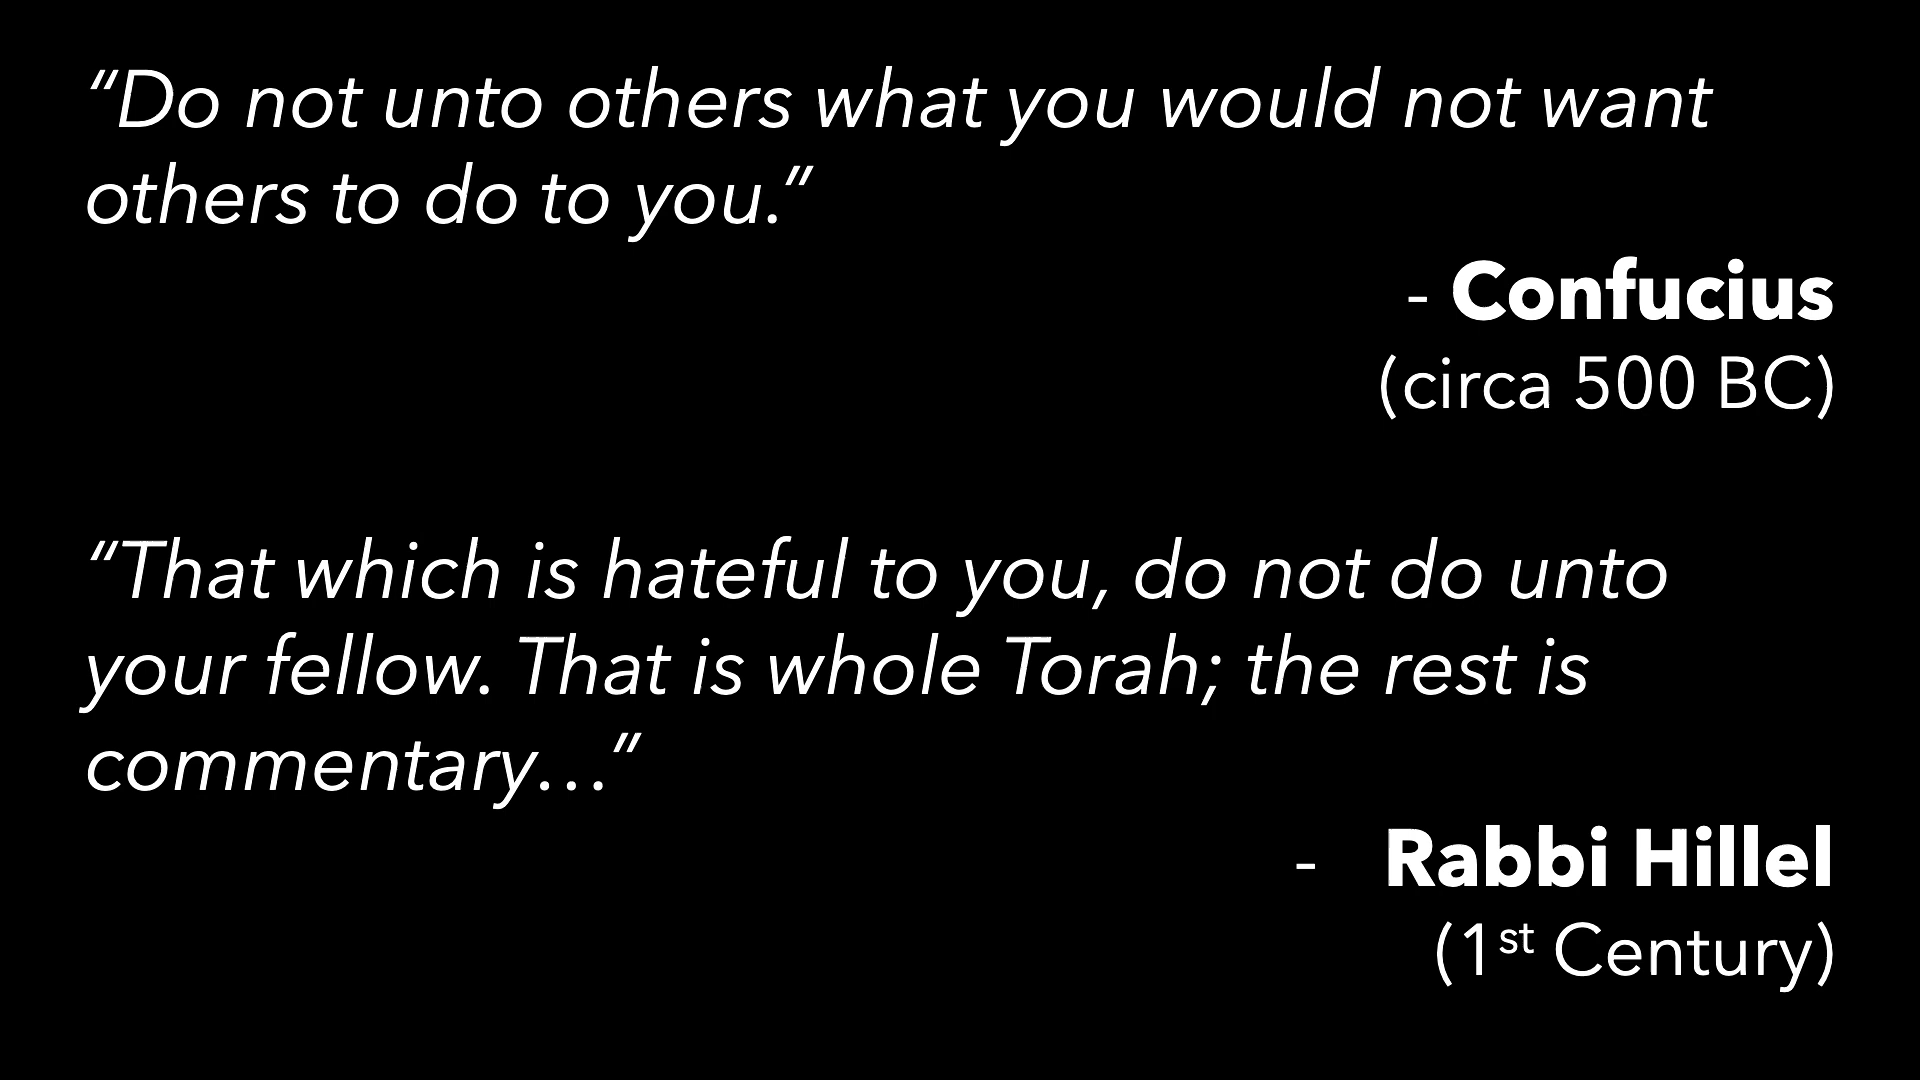 “Do not unto others what you would not want
others to do to you.”
- Confucius
(circa 500 BC)
“That which is hateful to you, do not do unto
your fellow. That is whole Torah; the rest is
commentary…”
- Rabbi Hillel
(1st Century)